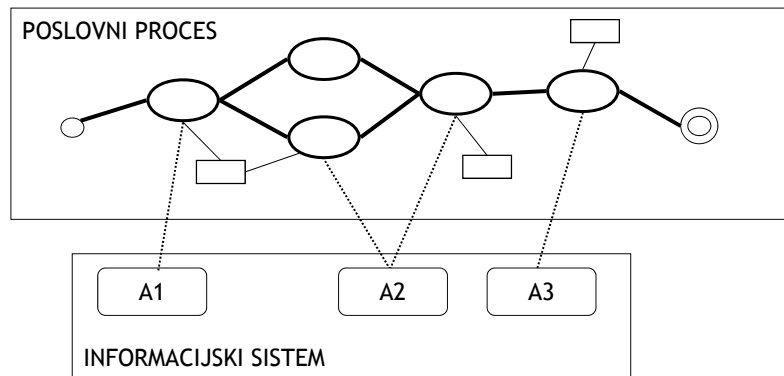 POSLOVNI PROCES
A1
A2
A3
INFORMACIJSKI SISTEM